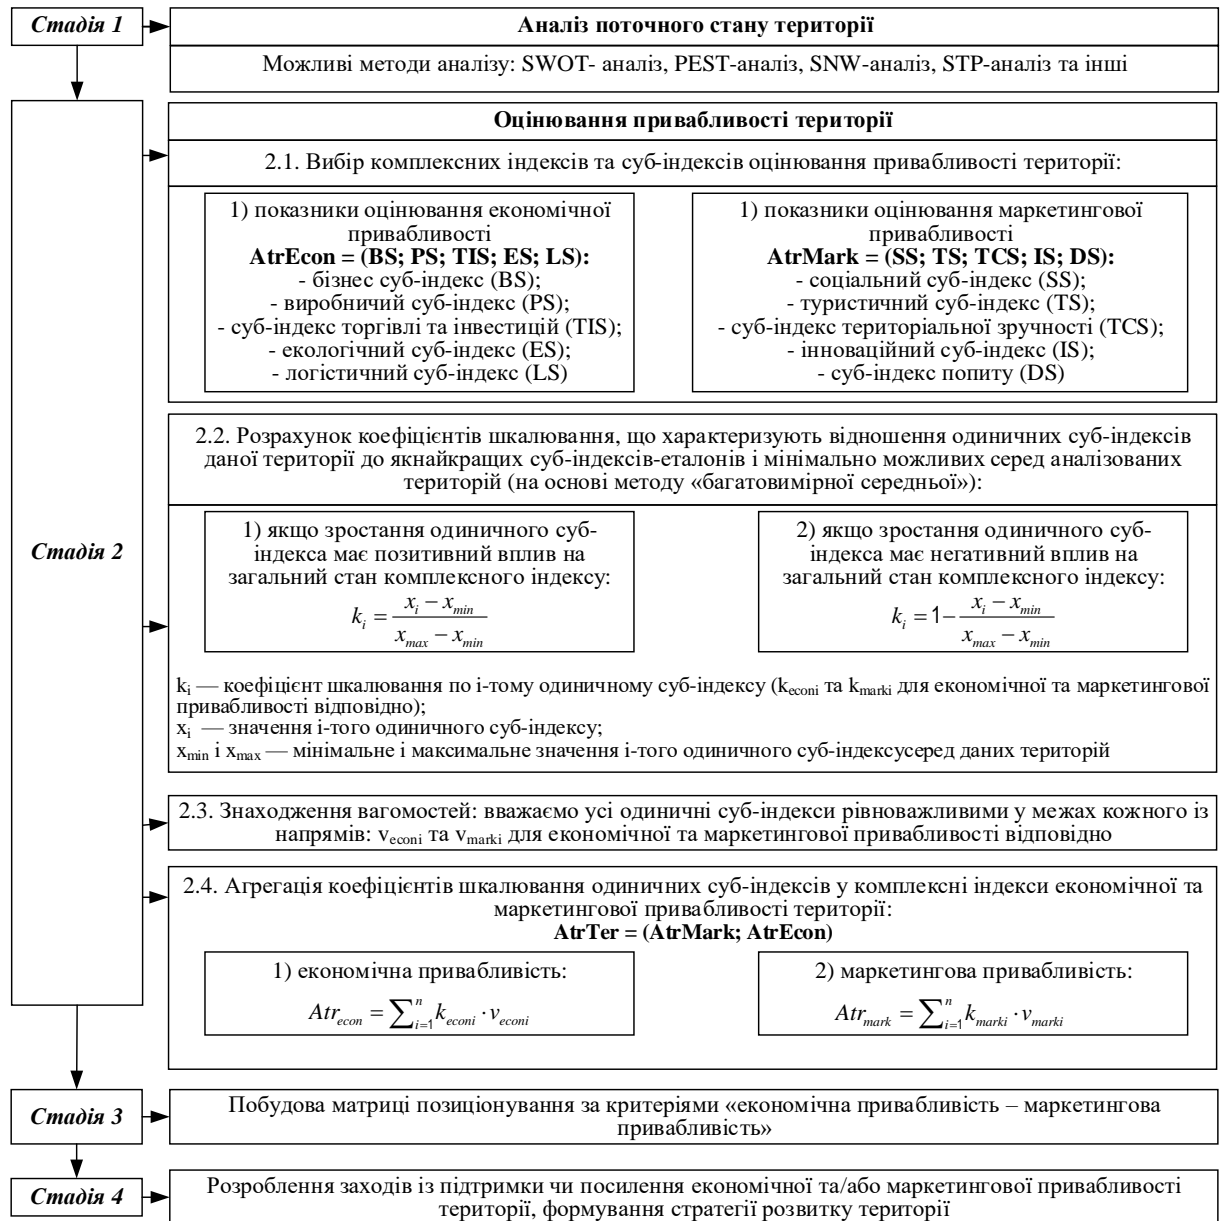 Стадія 1
Аналіз поточного стану території
Можливі методи аналізу: SWOT- аналіз, PEST-аналіз, SNW-аналіз, STP-аналіз та інші
Стадія 2
Оцінювання привабливості території
2.1. Вибір комплексних індексів та суб-індексів оцінювання привабливості території:
1) показники оцінювання економічної
привабливості
AtrEcon = (BS; PS; TIS; ES; LS):
- бізнес суб-індекс (BS);
- виробничий суб-індекс (PS);
- суб-індекс торгівлі та інвестицій (TIS);
- екологічний суб-індекс (ES);
- логістичний суб-індекс (LS)
1) показники оцінювання маркетингової
привабливості
AtrMark = (SS; TS; TCS; IS; DS):
- соціальний суб-індекс (SS);
- туристичний суб-індекс (TS);
- суб-індекс територіальної зручності (TCS);
- інноваційний суб-індекс (IS);
- суб-індекс попиту (DS)
2.2. Розрахунок коефіцієнтів шкалювання, що характеризують відношення одиничних суб-індексів
даної території до якнайкращих суб-індексів-еталонів і мінімально можливих серед аналізованих
територій (на основі методу «багатовимірної середньої»):
1) якщо зростання одиничного суб-
індекса має позитивний вплив на
загальний стан комплексного індексу:
k_i = (x_i − x_min) / (x_max − x_min)
2) якщо зростання одиничного суб-
індекса має негативний вплив на
загальний стан комплексного індексу:
k_i = 1 − (x_i − x_min) / (x_max − x_min)
k_i — коефіцієнт шкалювання по і-тому одиничному суб-індексу (k_econi та k_marki для економічної та маркетингової
привабливості відповідно);
x_i — значення і-того одиничного суб-індексу;
x_min і x_max — мінімальне і максимальне значення і-того одиничного суб-індексусеред даних територій
2.3. Знаходження вагомостей: вважаємо усі одиничні суб-індекси рівноважливими у межах кожного із
напрямів: v_econi та v_marki для економічної та маркетингової привабливості відповідно
2.4. Агрегація коефіцієнтів шкалювання одиничних суб-індексів у комплексні індекси економічної та
маркетингової привабливості території:
AtrTer = (AtrMark; AtrEcon)
1) економічна привабливість:
Atr_econ = ∑_{i=1}^n k_econi · v_econi
2) маркетингова привабливість:
Atr_mark = ∑_{i=1}^n k_marki · v_marki
Стадія 3
Побудова матриці позиціонування за критеріями «економічна привабливість – маркетингова
привабливість»
Стадія 4
Розроблення заходів із підтримки чи посилення економічної та/або маркетингової привабливості
території, формування стратегії розвитку території